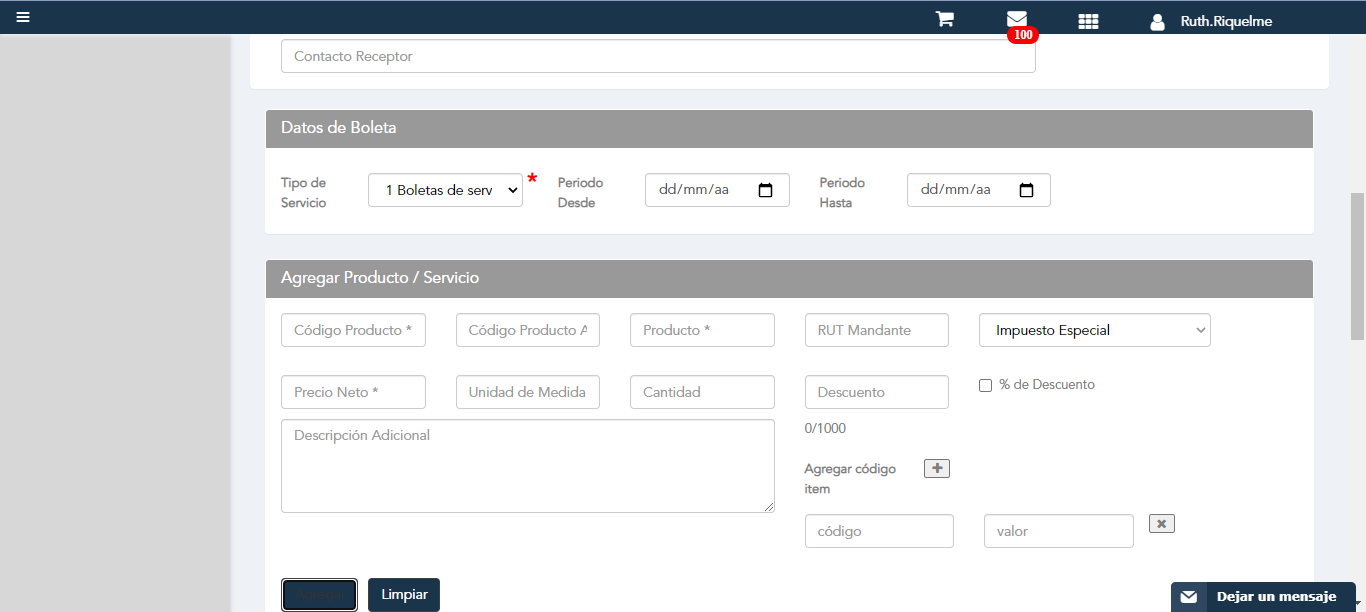 Ruth.Riquelme
100
Contacto Receptor
Datos de Boleta
Tipo de
Servicio
1 Boletas de serv
*
Periodo
Desde
dd/mm/aa
Periodo
Hasta
dd/mm/aa
Agregar Producto / Servicio
Código Producto *
Código Producto A
Producto *
RUT Mandante
Impuesto Especial
Precio Neto *
Unidad de Medida
Cantidad
Descuento
% de Descuento
Descripción Adicional
0/1000
Agregar código
item
código
valor
Agregar
Limpiar
Dejar un mensaje